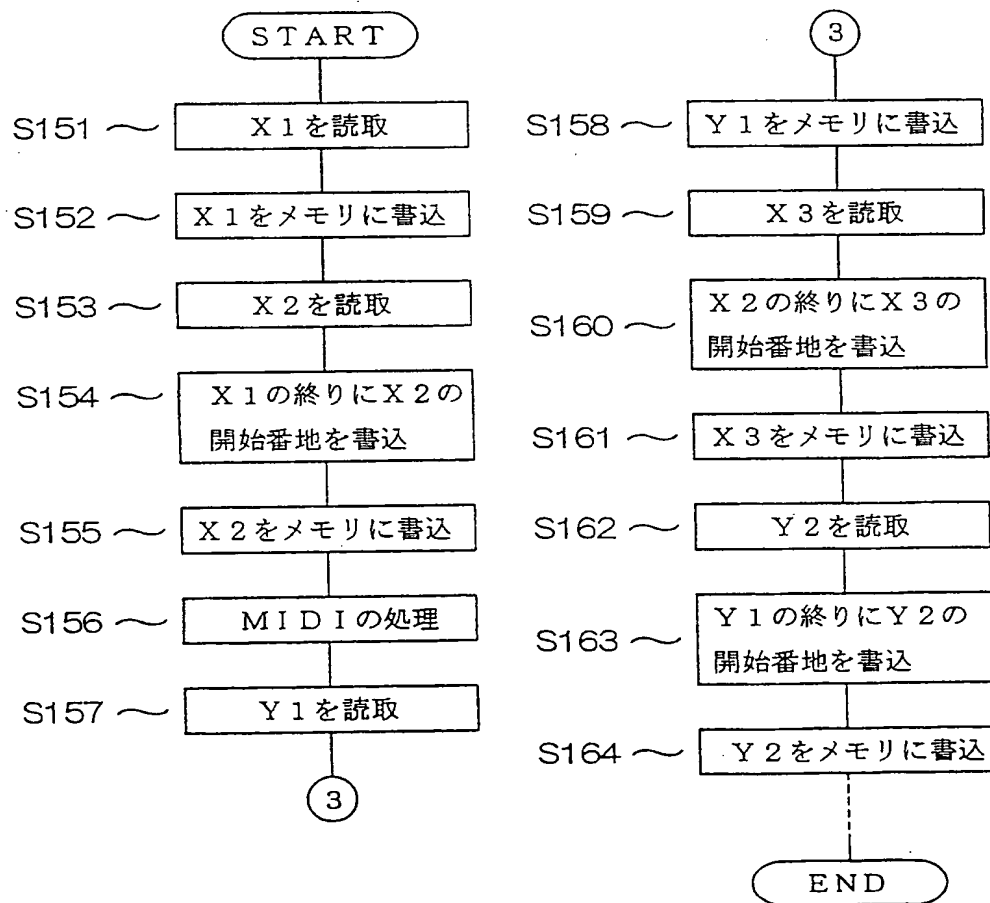 START
S151 X1を読取
S152 X1をメモリに書込
S153 X2を読取
S154 X1の終りにX2の
開始番地を書込
S155 X2をメモリに書込
S156 MIDIの処理
S157 Y1を読取
3
3
S158 Y1をメモリに書込
S159 X3を読取
S160 X2の終りにX3の
開始番地を書込
S161 X3をメモリに書込
S162 Y2を読取
S163 Y1の終りにY2の
開始番地を書込
S164 Y2をメモリに書込
END